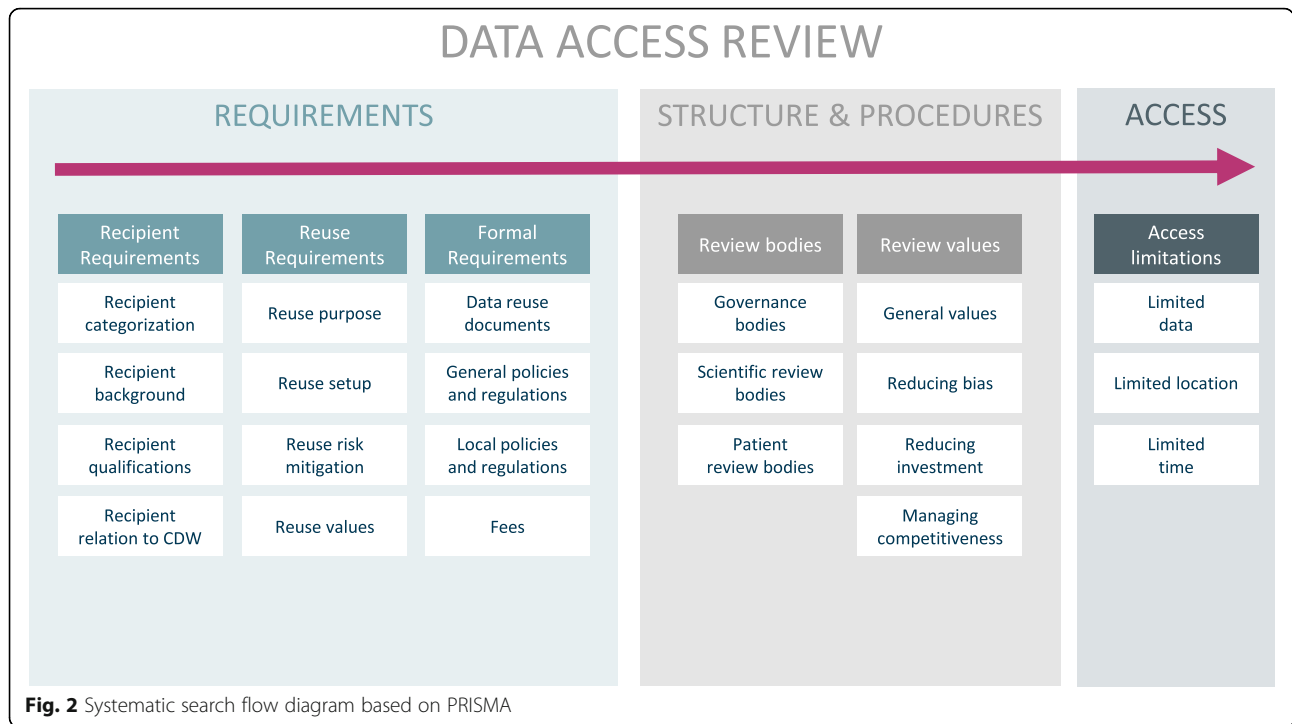 DATA ACCESS REVIEW
REQUIREMENTS
Recipient
Requirements
Recipient
categorization
Recipient
background
Recipient
qualifications
Recipient
relation to CDW
Reuse
Requirements
Reuse purpose
Reuse setup
Reuse risk
mitigation
Reuse values
Formal
Requirements
Data reuse
documents
General policies
and regulations
Local policies
and regulations
Fees
STRUCTURE & PROCEDURES
Review bodies
Governance
bodies
Scientific review
bodies
Patient
review bodies
Review values
General values
Reducing bias
Reducing
investment
Managing
competitiveness
ACCESS
Access
limitations
Limited
data
Limited location
Limited
time
Fig. 2 Systematic search flow diagram based on PRISMA